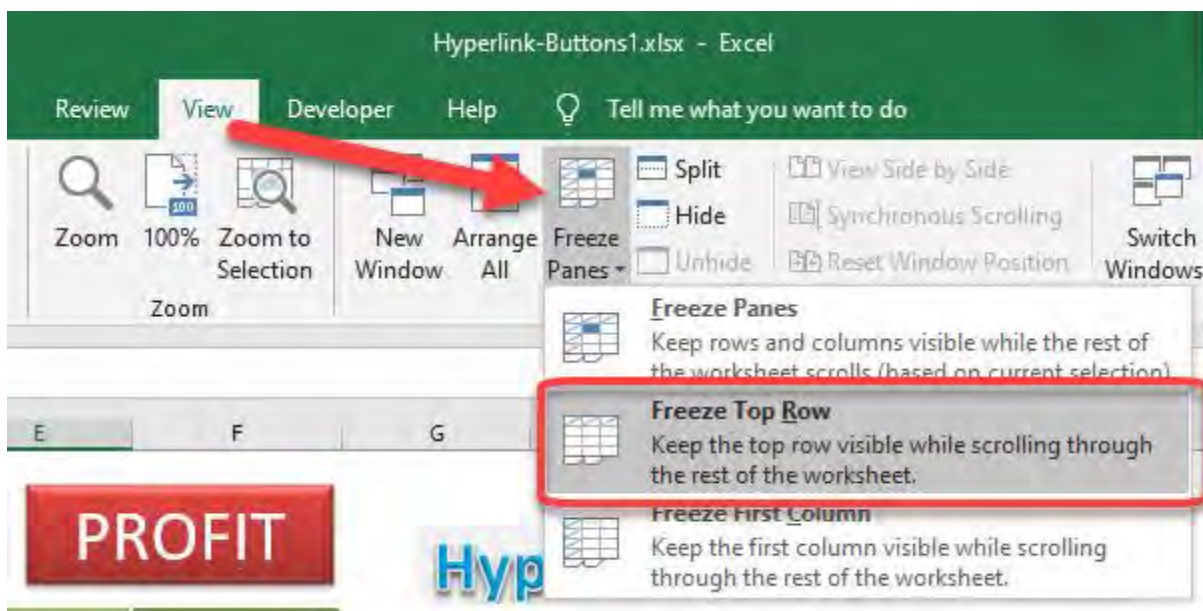 Hyperlink-Buttons1.xlsx - Excel
Review View Developer Help Tell me what you want to do
Zoom
100%
100
Zoom to
Selection
Zoom
New
Window
Arrange
All
Freeze
Panes
Split
Hide
Unhide
View Side by Side
Synchronous Scrolling
Reset Window Position
Switch
Windows
Freeze Panes
Keep rows and columns visible while the rest of
the worksheet scrolls (based on current selection)
Freeze Top Row
Keep the top row visible while scrolling through
the rest of the worksheet.
Freeze First Column
Keep the first column visible while scrolling
through the rest of the worksheet.
E F G
PROFIT
Hyp